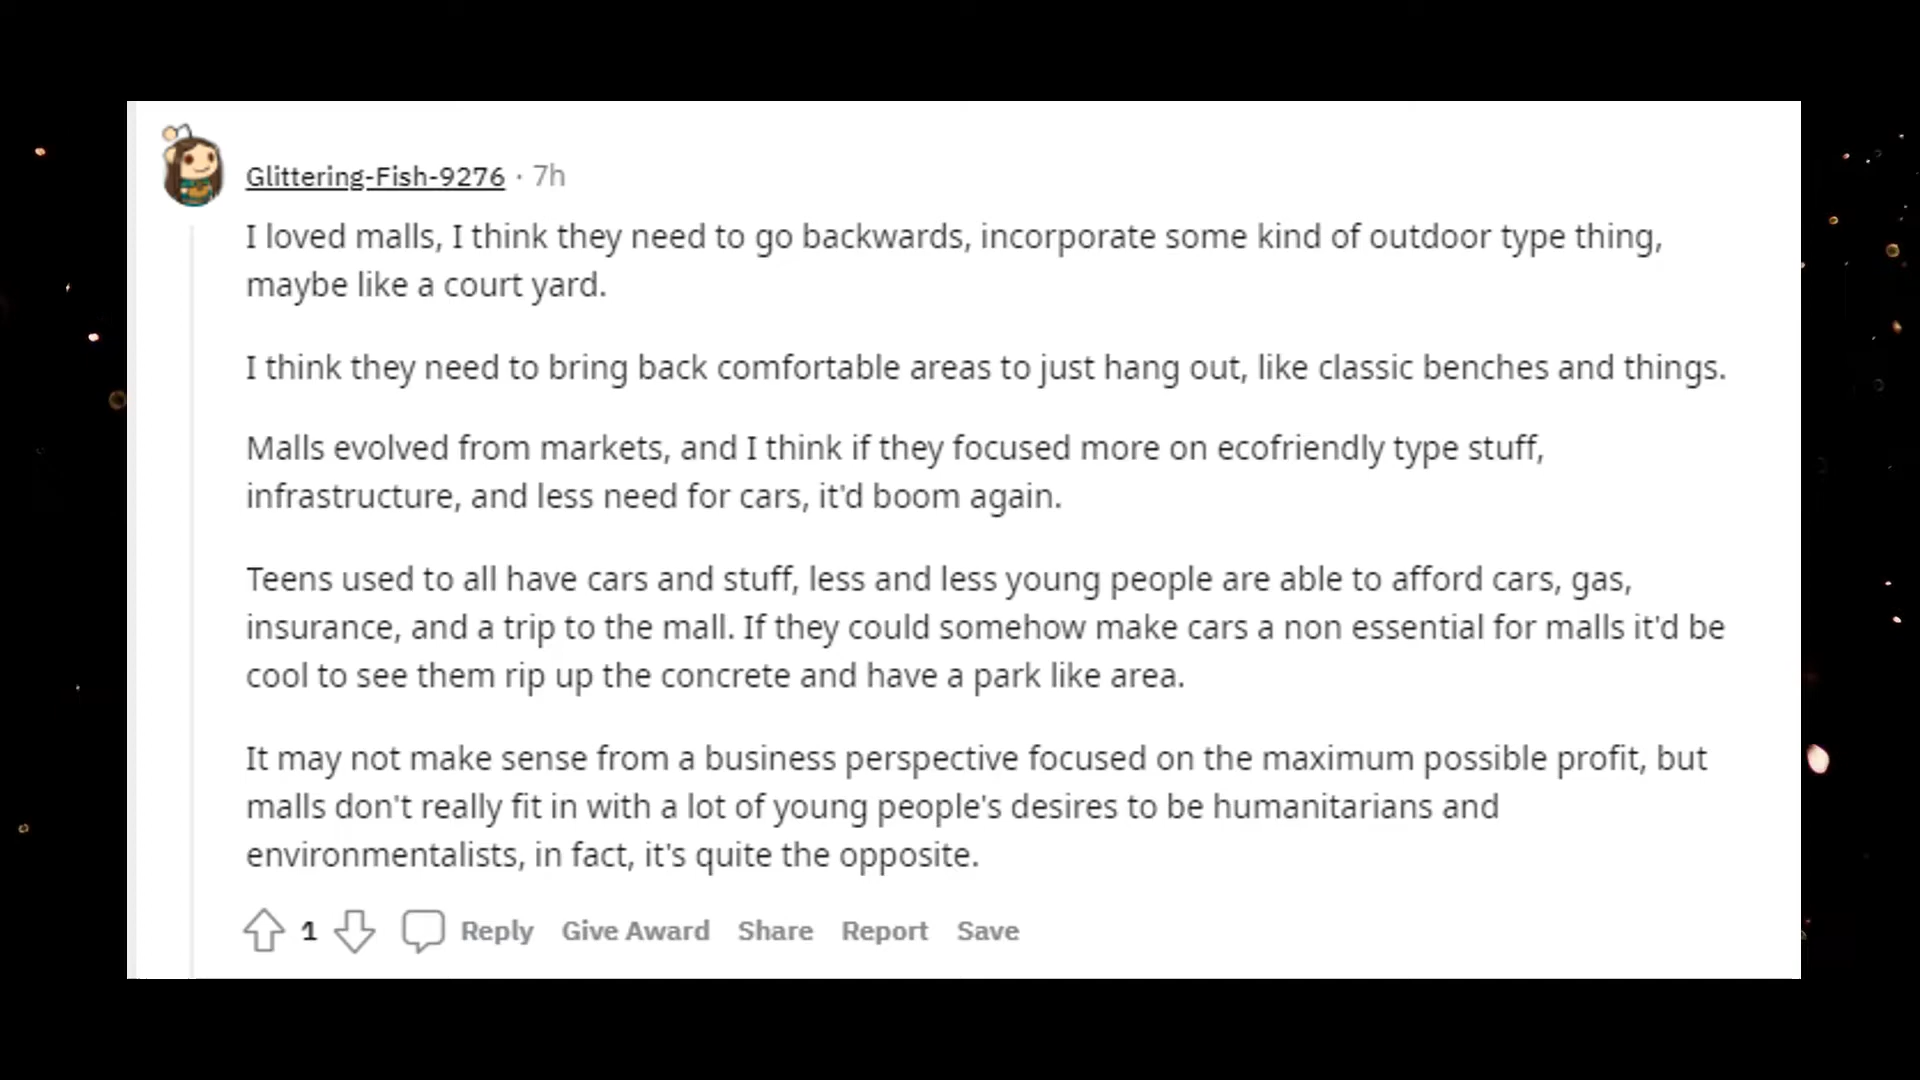 Glittering-Fish-9276 · 7h
I loved malls, I think they need to go backwards, incorporate some kind of outdoor type thing,
maybe like a court yard.
I think they need to bring back comfortable areas to just hang out, like classic benches and things.
Malls evolved from markets, and I think if they focused more on ecofriendly type stuff,
infrastructure, and less need for cars, it'd boom again.
Teens used to all have cars and stuff, less and less young people are able to afford cars, gas,
insurance, and a trip to the mall. If they could somehow make cars a non essential for malls it'd be
cool to see them rip up the concrete and have a park like area.
It may not make sense from a business perspective focused on the maximum possible profit, but
malls don't really fit in with a lot of young people's desires to be humanitarians and
environmentalists, in fact, it's quite the opposite.
1 Reply Give Award Share Report Save